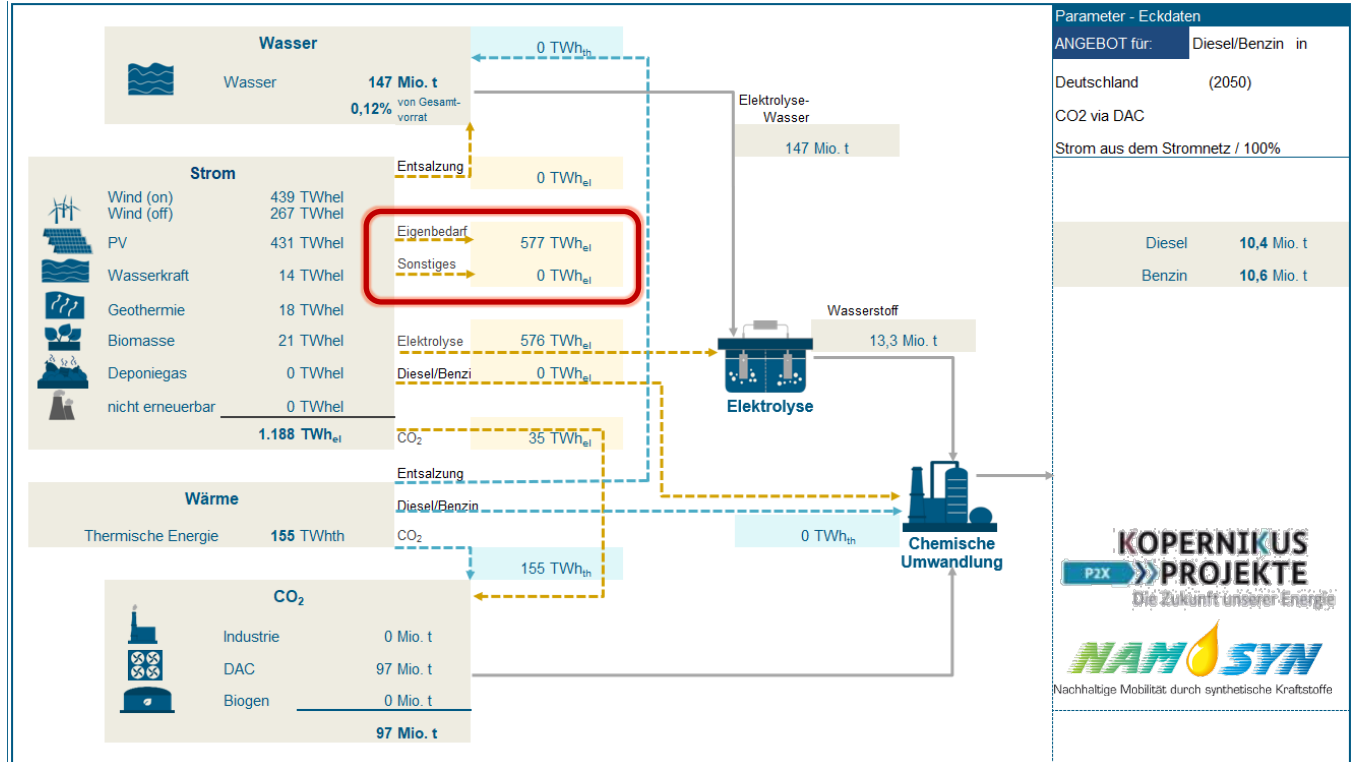 Wasser
Wasser 147 Mio. t
0,12% von Gesamt-
vorrat
0 TWhth
Elektrolyse-
Wasser
147 Mio. t
Strom
Wind (on) 439 TWhel
Wind (off) 267 TWhel
PV 431 TWhel
Wasserkraft 14 TWhel
Geothermie 18 TWhel
Biomasse 21 TWhel
Deponiegas 0 TWhel
nicht erneuerbar 0 TWhel
1.188 TWhel
Entsalzung 0 TWhel
Eigenbedarf 577 TWhel
Sonstiges 0 TWhel
Elektrolyse 576 TWhel
Diesel/Benzi 0 TWhel
CO2 35 TWhel
Wasserstoff
13,3 Mio. t
Elektrolyse
Wärme
Thermische Energie 155 TWhth
Entsalzung
Diesel/Benzin
CO2
0 TWhth
155 TWhth
Chemische
Umwandlung
CO2
Industrie 0 Mio. t
DAC 97 Mio. t
Biogen 0 Mio. t
97 Mio. t
Parameter - Eckdaten
ANGEBOT für: Diesel/Benzin in
Deutschland (2050)
CO2 via DAC
Strom aus dem Stromnetz / 100%
Diesel 10,4 Mio. t
Benzin 10,6 Mio. t
KOPERNIKUS
P2X PROJEKTE
Die Zukunft unserer Energie
NAMOSYN
Nachhaltige Mobilität durch synthetische Kraftstoffe